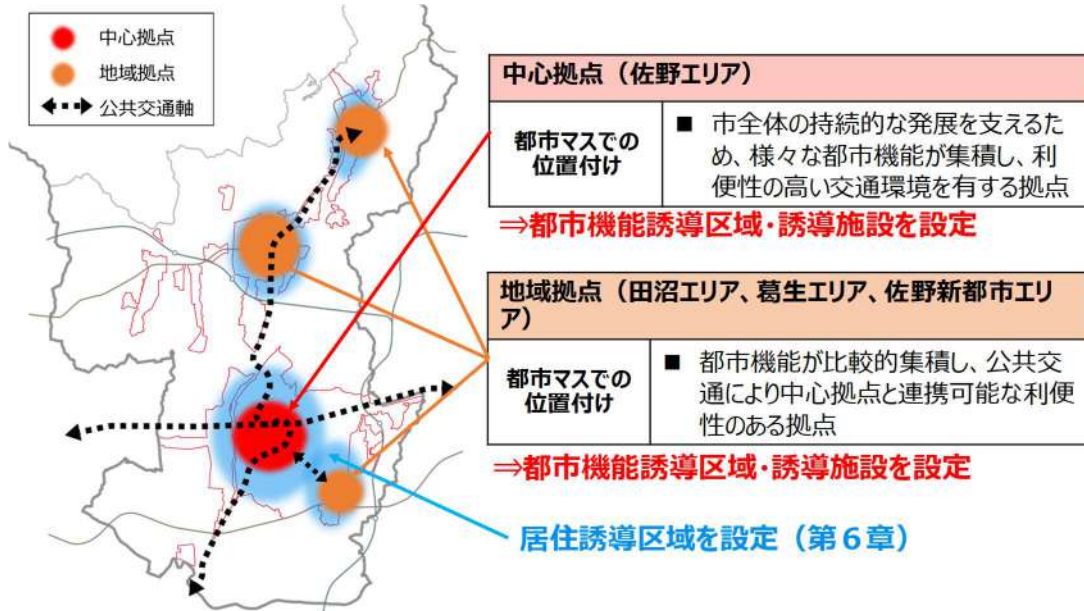 中心拠点
地域拠点
公共交通軸
中心拠点（佐野エリア）
都市マスでの
位置付け
■ 市全体の持続的な発展を支えるた
め、様々な都市機能が集積し、利
便性の高い交通環境を有する拠点
⇒都市機能誘導区域・誘導施設を設定
地域拠点（田沼エリア、葛生エリア、佐野新都市エリ
ア）
都市マスでの
位置付け
■ 都市機能が比較的集積し、公共交
通により中心拠点と連携可能な利便
性のある拠点
⇒都市機能誘導区域・誘導施設を設定
居住誘導区域を設定（第６章）